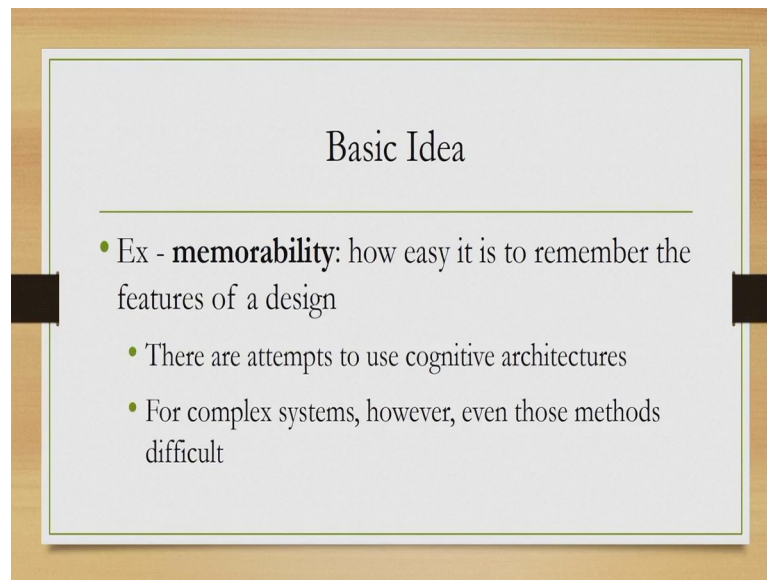 Basic Idea
• Ex - memorability: how easy it is to remember the
features of a design
• There are attempts to use cognitive architectures
• For complex systems, however, even those methods
difficult